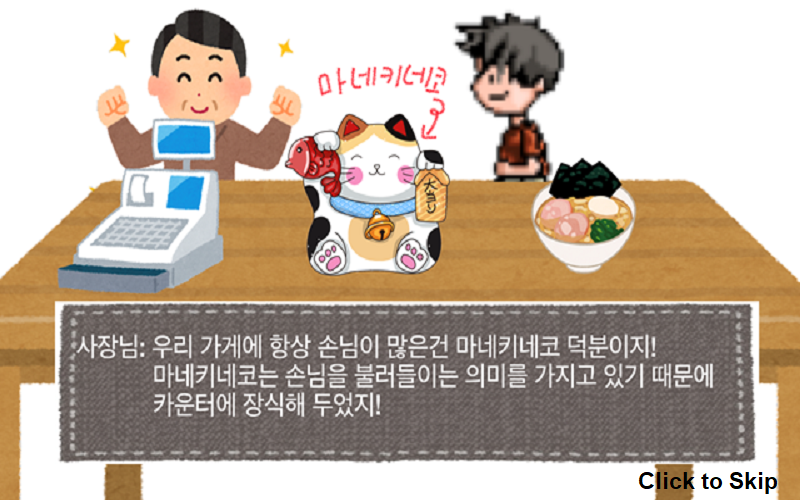 마네키네코
大吉
사장님: 우리 가게에 항상 손님이 많은건 마네키네코 덕분이지!
마네키네코는 손님을 불러들이는 의미를 가지고 있기 때문에
카운터에 장식해 두었지!
Click to Skip